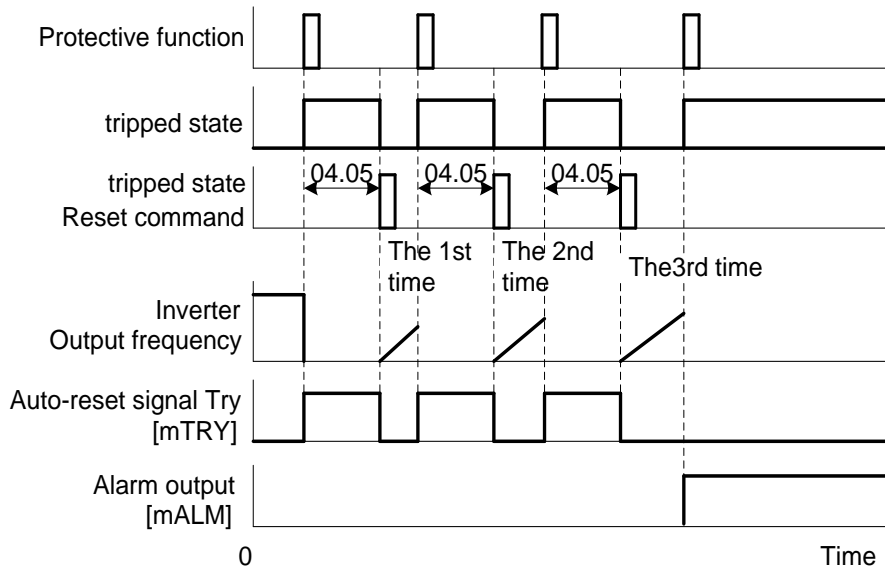 Protective function
tripped state
tripped state
Reset command
04.05
04.05
04.05
The 1st
time
The 2nd
time
The3rd time
Inverter
Output frequency
Auto-reset signal Try
[mTRY]
Alarm output
[mALM]
0
Time